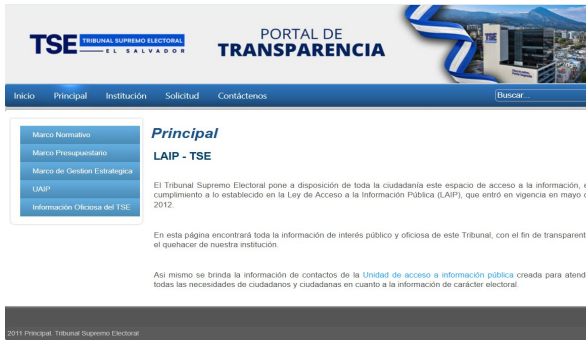 TSE TRIBUNAL SUPREMO ELECTORAL
EL SALVADOR
PORTAL DE
TRANSPARENCIA
TSE
Inicio Principal Institución Solicitud Contáctenos Buscar...
Marco Normativo
Marco Presupuestario
Marco de Gestion Estrategica
UAIP
Información Oficiosa del TSE
Principal
LAIP - TSE
El Tribunal Supremo Electoral pone a disposición de toda la ciudadanía este espacio de acceso a la información, e
cumplimiento a lo establecido en la Ley de Acceso a la Información Pública (LAIP), que entró en vigencia en mayo d
2012.
En esta página encontrará toda la información de interés público y oficiosa de este Tribunal, con el fin de transparent
el quehacer de nuestra institución.
Asi mismo se brinda la información de contactos de la Unidad de acceso a información pública creada para atend
todas las necesidades de ciudadanos y ciudadanas en cuanto a la información de carácter electoral.
2011 Principal. Tribunal Supremo Electoral